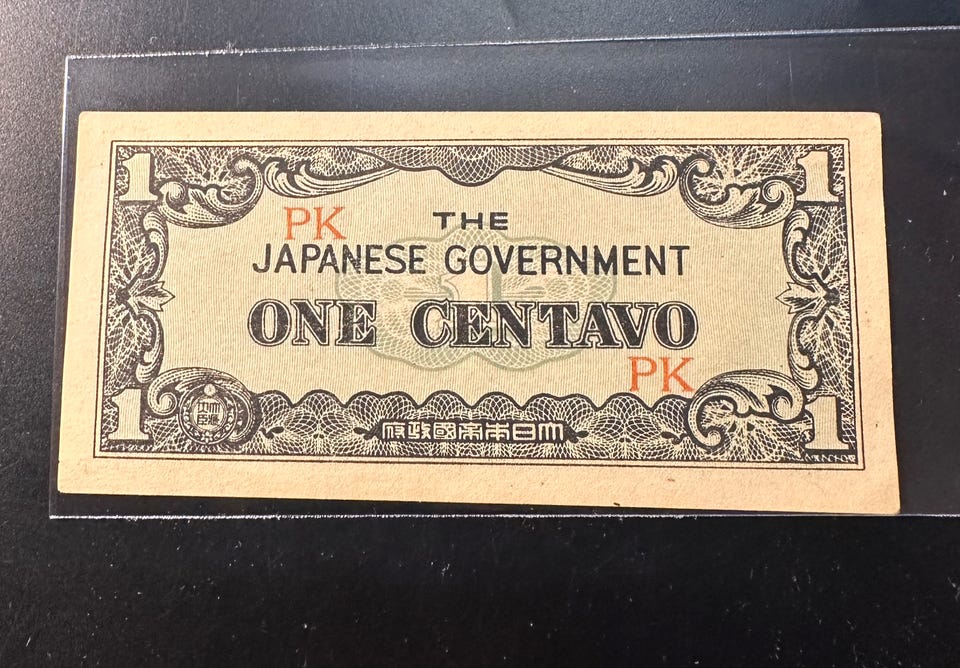 1 1
PK THE
JAPANESE GOVERNMENT
ONE CENTAVO
PK
1 1
府政國帝本日大